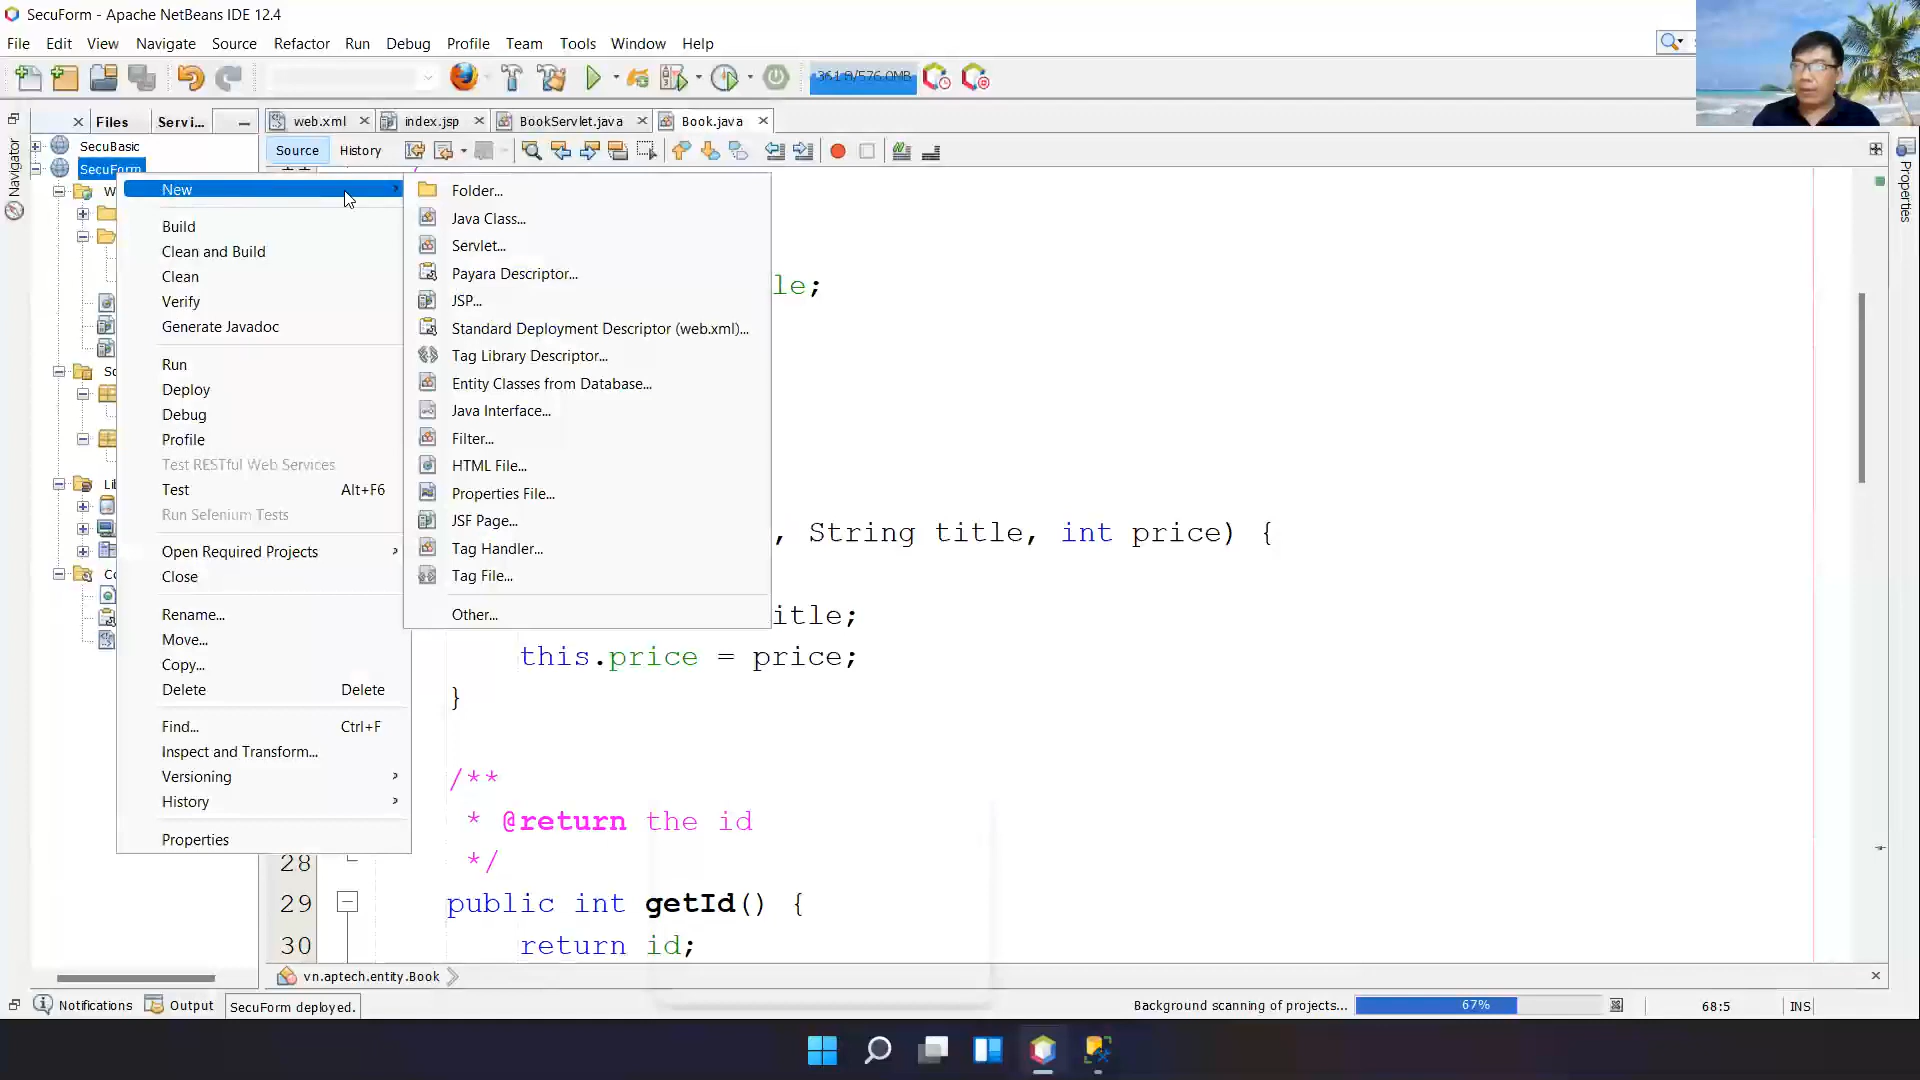 SecuForm - Apache NetBeans IDE 12.4
File Edit View Navigate Source Refactor Run Debug Profile Team Tools Window Help
Files Servi... web.xml index.jsp BookServlet.java Book.java
Source History
Navigator
Properties
SecuBasic
SecuForm
W
So
Li
Co
New
Build
Clean and Build
Clean
Verify
Generate Javadoc
Run
Deploy
Debug
Profile
Test RESTful Web Services
Test Alt+F6
Run Selenium Tests
Open Required Projects
Close
Rename...
Move...
Copy...
Delete Delete
Find... Ctrl+F
Inspect and Transform...
Versioning
History
Properties
Folder...
Java Class...
Servlet...
Payara Descriptor...
JSP...
Standard Deployment Descriptor (web.xml)...
Tag Library Descriptor...
Entity Classes from Database...
Java Interface...
Filter...
HTML File...
Properties File...
JSF Page...
Tag Handler...
Tag File...
Other...
le;
, String title, int price) {
itle;
this.price = price;
}
/**
* @return the id
28 */
29 public int getId() {
30 return id;
vn.aptech.entity.Book
Notifications Output SecuForm deployed. Background scanning of projects... 67% 68:5 INS